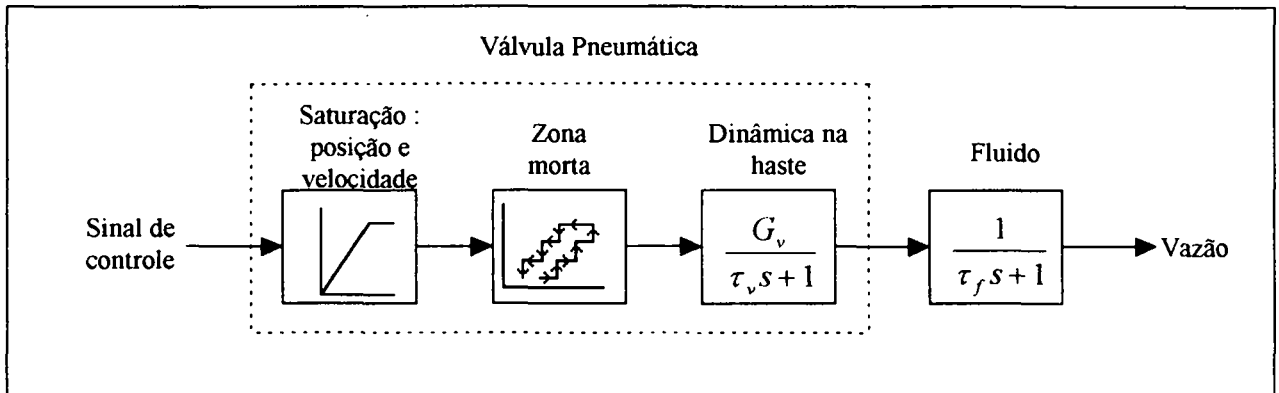 Válvula Pneumática
Saturação :
posição e
velocidade
Zona
morta
Dinâmica na
haste
Fluido
Sinal de
controle
G_v
τ_v s + 1
1
τ_f s + 1
Vazão